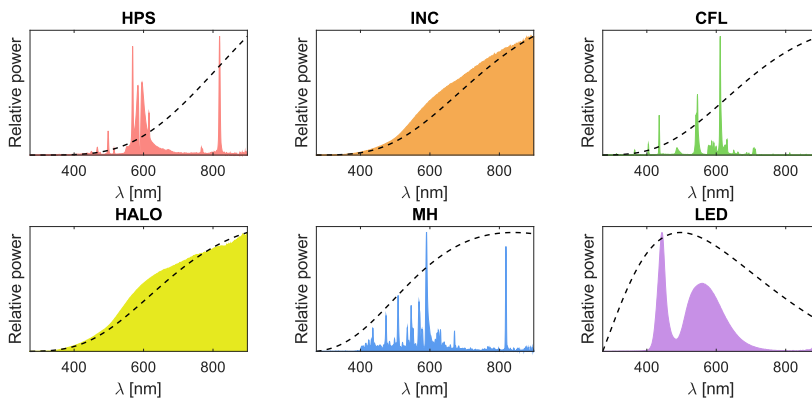 HPS
Relative power
400 600 800
λ [nm]
INC
Relative power
400 600 800
λ [nm]
CFL
Relative power
400 600 800
λ [nm]
HALO
Relative power
400 600 800
λ [nm]
MH
Relative power
400 600 800
λ [nm]
LED
Relative power
400 600 800
λ [nm]